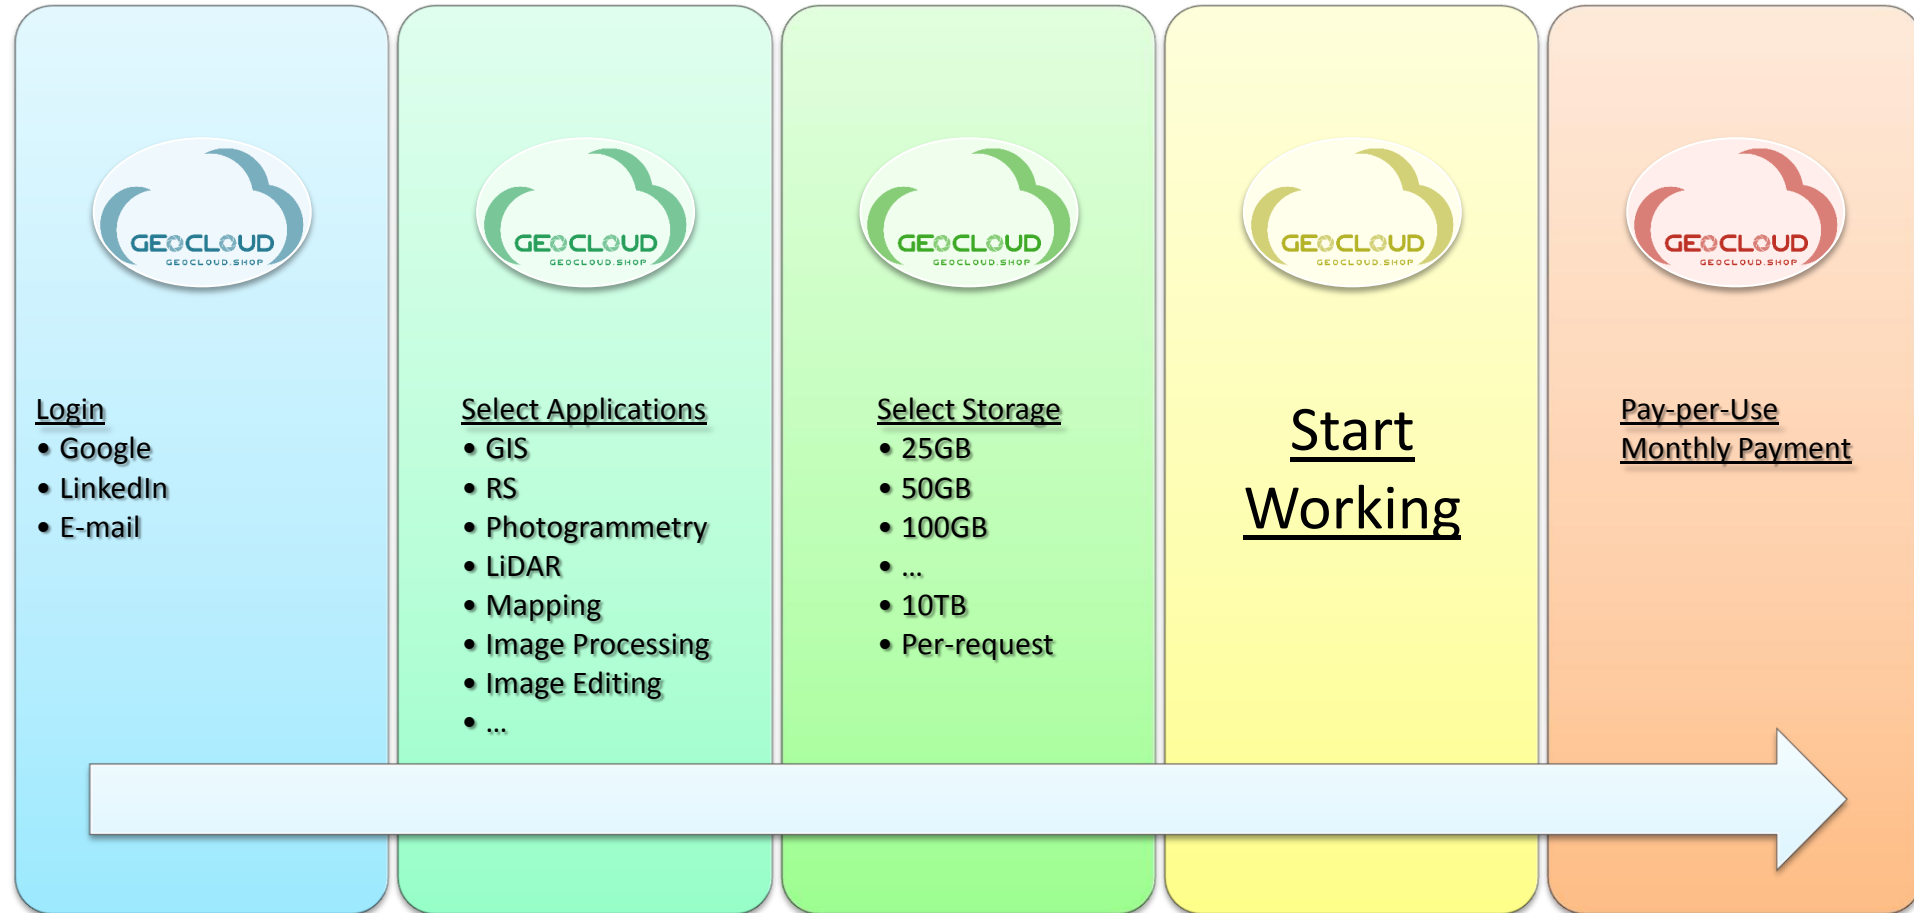 GEOCLOUD
GEOCLOUD.SHOP
Login
• Google
• LinkedIn
• E-mail
GEOCLOUD
GEOCLOUD.SHOP
Select Applications
• GIS
• RS
• Photogrammetry
• LiDAR
• Mapping
• Image Processing
• Image Editing
• ...
GEOCLOUD
GEOCLOUD.SHOP
Select Storage
• 25GB
• 50GB
• 100GB
• ...
• 10TB
• Per-request
GEOCLOUD
GEOCLOUD.SHOP
Start
Working
GEOCLOUD
GEOCLOUD.SHOP
Pay-per-Use
Monthly Payment